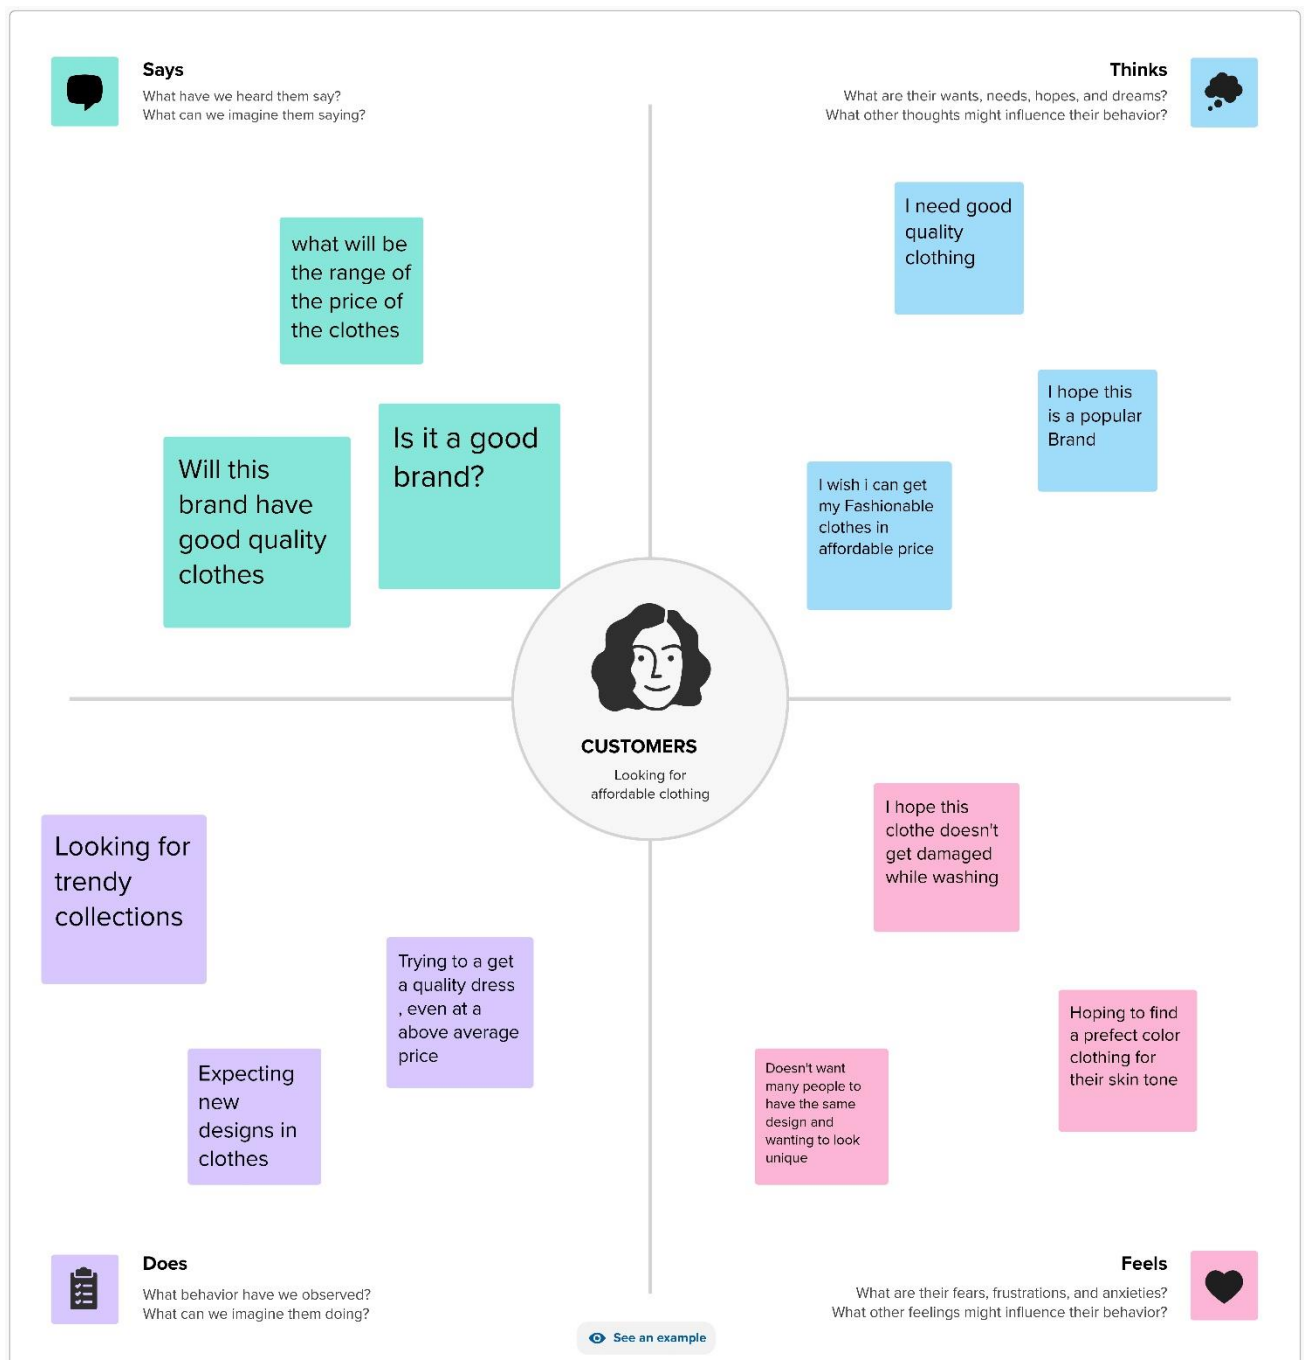 Says
What have we heard them say?
What can we imagine them saying?
Thinks
What are their wants, needs, hopes, and dreams?
What other thoughts might influence their behavior?
what will be
the range of
the price of
the clothes
Will this
brand have
good quality
clothes
Is it a good
brand?
I need good
quality
clothing
I hope this
is a popular
Brand
I wish i can get
my Fashionable
clothes in
affordable price
CUSTOMERS
Looking for
affordable clothing
Looking for
trendy
collections
Trying to a get
a quality dress
, even at a
above average
price
Expecting
new
designs in
clothes
I hope this
clothe doesn't
get damaged
while washing
Hoping to find
a prefect color
clothing for
their skin tone
Doesn't want
many people to
have the same
design and
wanting to look
unique
Does
What behavior have we observed?
What can we imagine them doing?
Feels
What are their fears, frustrations, and anxieties?
What other feelings might influence their behavior?
See an example